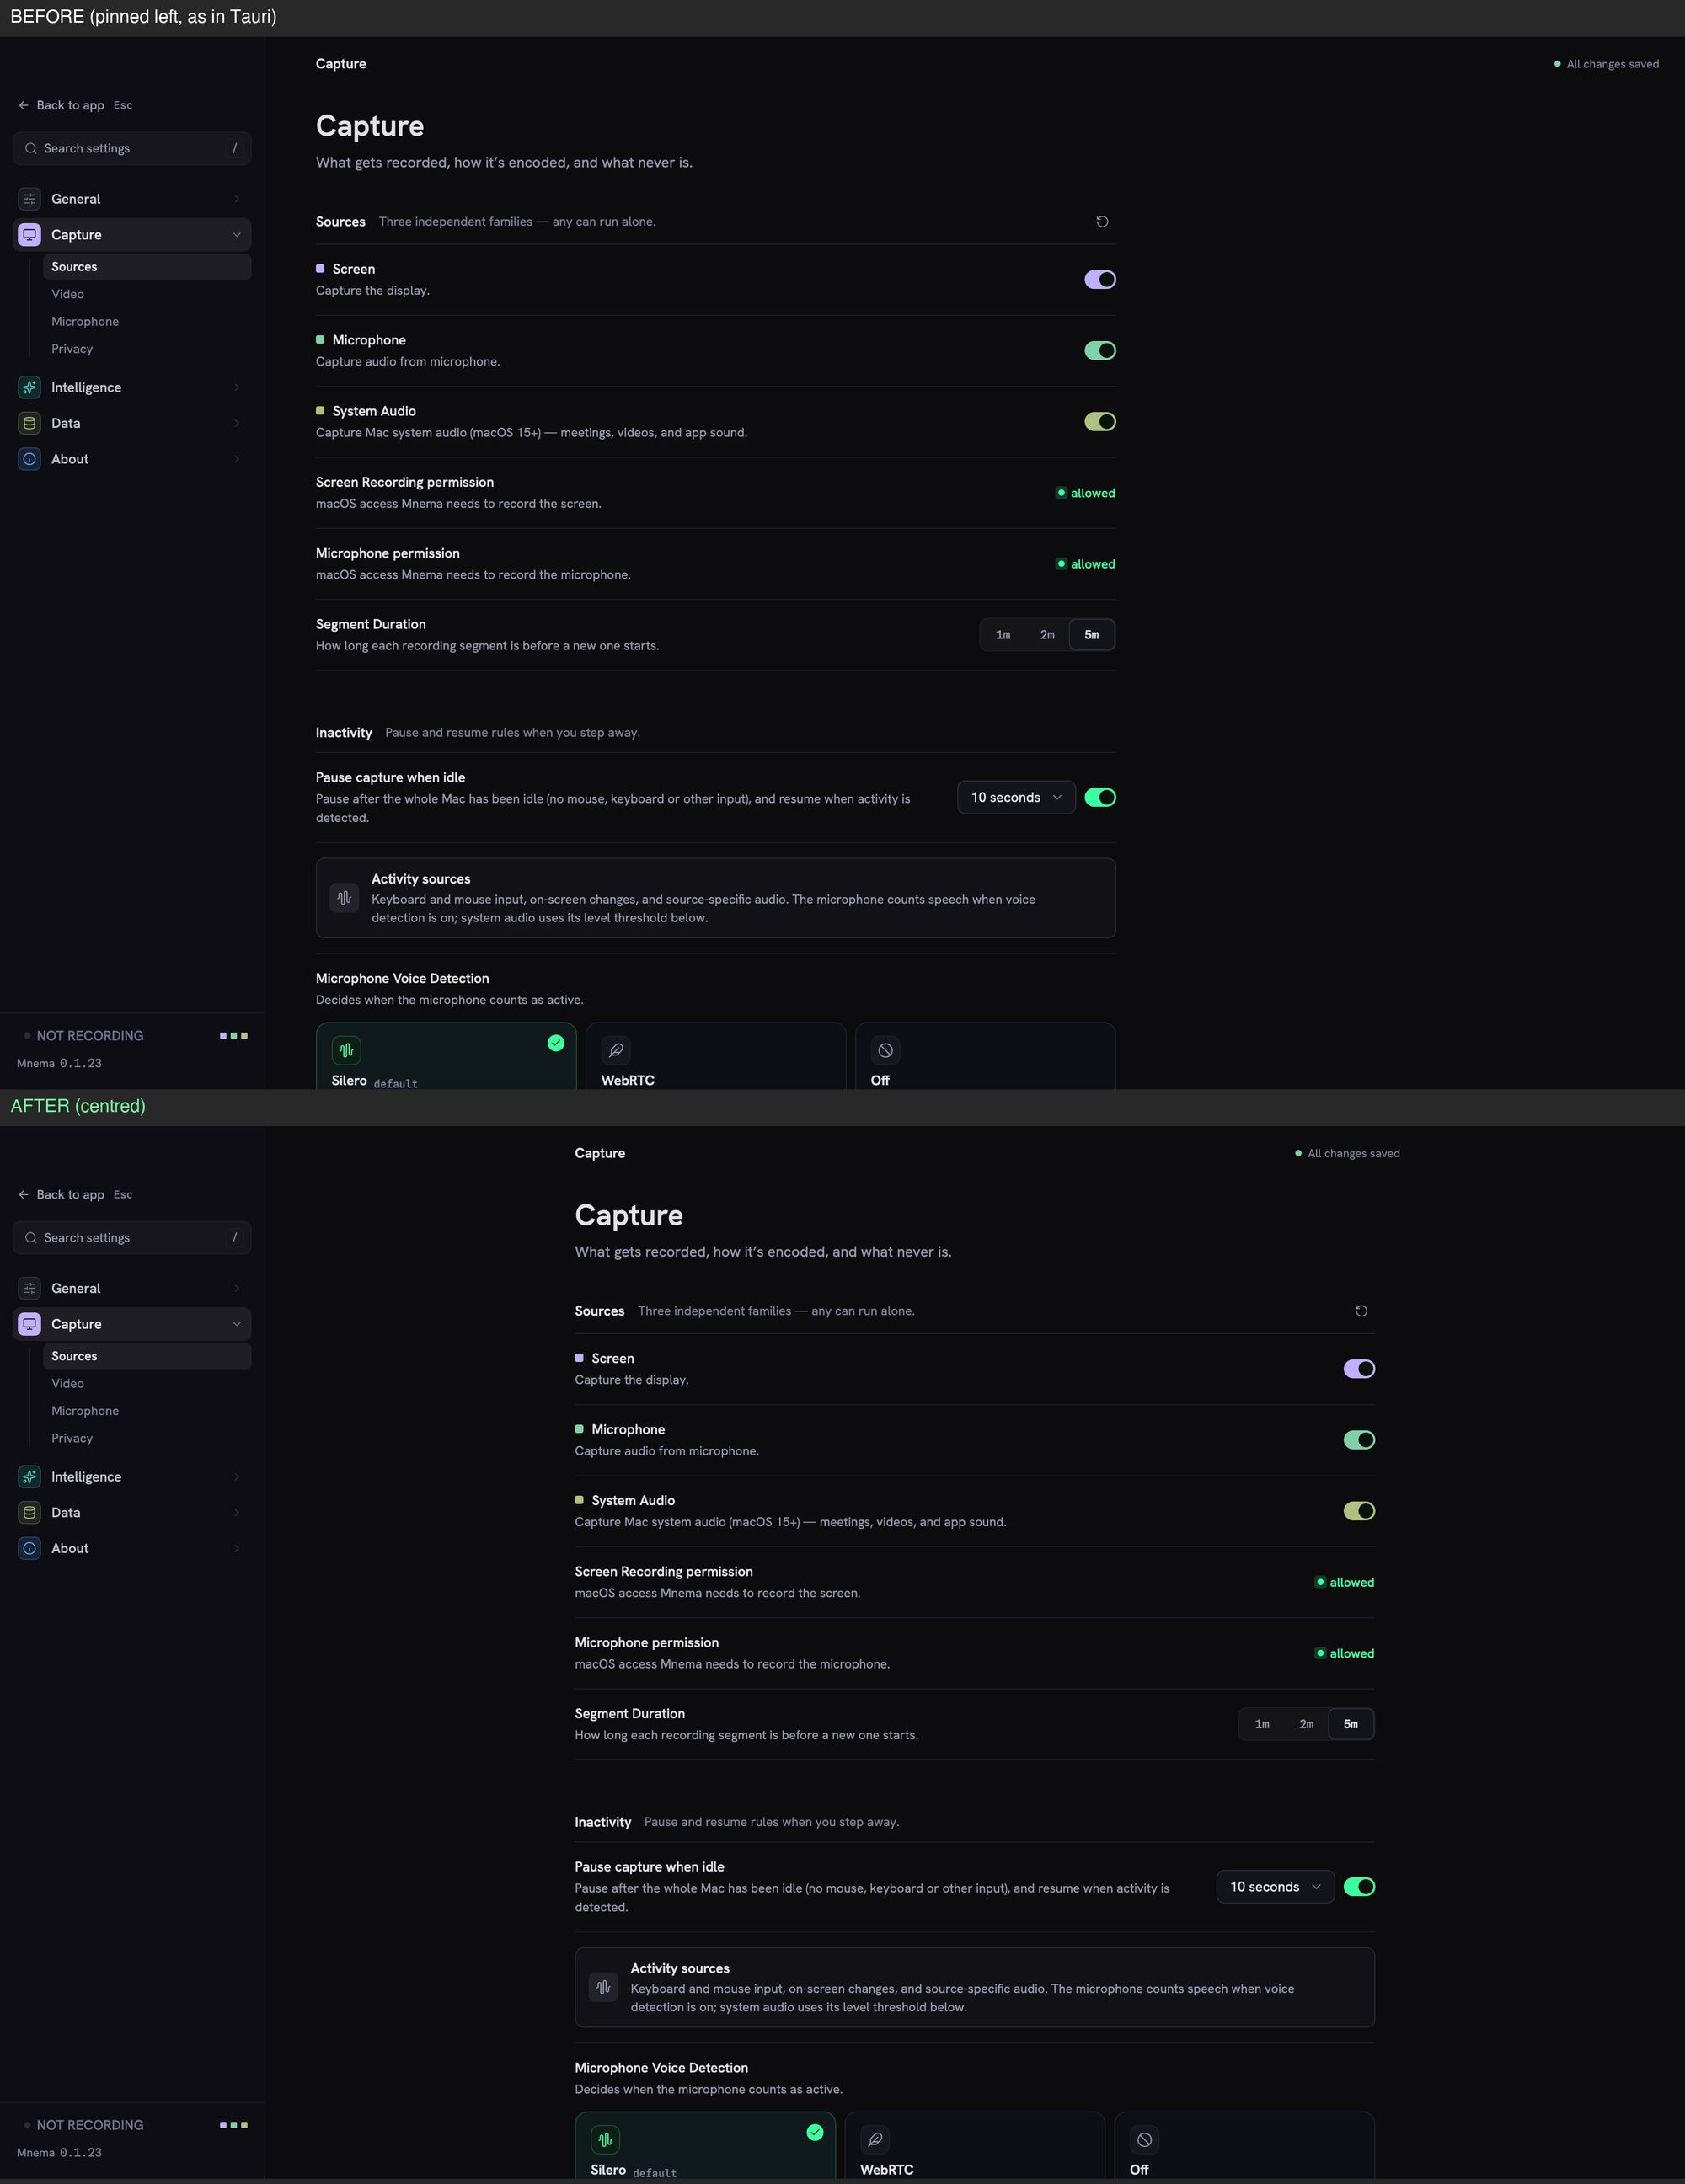 BEFORE (pinned left, as in Tauri)
Capture
All changes saved
Back to app Esc
Search settings /
General
Capture
Sources
Video
Microphone
Privacy
Intelligence
Data
About
NOT RECORDING
Mnema 0.1.23
Capture
What gets recorded, how it’s encoded, and what never is.
Sources Three independent families — any can run alone.
Screen
Capture the display.
Microphone
Capture audio from microphone.
System Audio
Capture Mac system audio (macOS 15+) — meetings, videos, and app sound.
Screen Recording permission
macOS access Mnema needs to record the screen.
allowed
Microphone permission
macOS access Mnema needs to record the microphone.
allowed
Segment Duration
How long each recording segment is before a new one starts.
1m 2m 5m
Inactivity Pause and resume rules when you step away.
Pause capture when idle
Pause after the whole Mac has been idle (no mouse, keyboard or other input), and resume when activity is
detected.
10 seconds
Activity sources
Keyboard and mouse input, on-screen changes, and source-specific audio. The microphone counts speech when voice
detection is on; system audio uses its level threshold below.
Microphone Voice Detection
Decides when the microphone counts as active.
Silero default
WebRTC
Off
AFTER (centred)
Capture
All changes saved
Back to app Esc
Search settings /
General
Capture
Sources
Video
Microphone
Privacy
Intelligence
Data
About
NOT RECORDING
Mnema 0.1.23
Capture
What gets recorded, how it’s encoded, and what never is.
Sources Three independent families — any can run alone.
Screen
Capture the display.
Microphone
Capture audio from microphone.
System Audio
Capture Mac system audio (macOS 15+) — meetings, videos, and app sound.
Screen Recording permission
macOS access Mnema needs to record the screen.
allowed
Microphone permission
macOS access Mnema needs to record the microphone.
allowed
Segment Duration
How long each recording segment is before a new one starts.
1m 2m 5m
Inactivity Pause and resume rules when you step away.
Pause capture when idle
Pause after the whole Mac has been idle (no mouse, keyboard or other input), and resume when activity is
detected.
10 seconds
Activity sources
Keyboard and mouse input, on-screen changes, and source-specific audio. The microphone counts speech when voice
detection is on; system audio uses its level threshold below.
Microphone Voice Detection
Decides when the microphone counts as active.
Silero default
WebRTC
Off